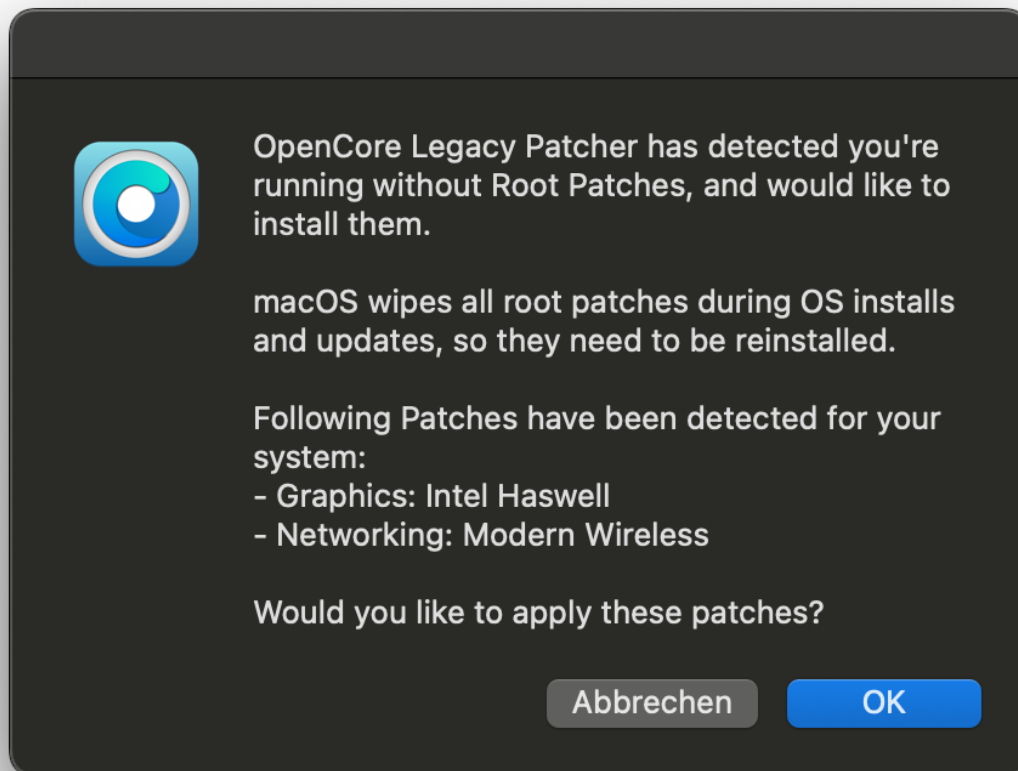 OpenCore Legacy Patcher has detected you're
running without Root Patches, and would like to
install them.
macOS wipes all root patches during OS installs
and updates, so they need to be reinstalled.
Following Patches have been detected for your
system:
- Graphics: Intel Haswell
- Networking: Modern Wireless
Would you like to apply these patches?
Abbrechen
OK